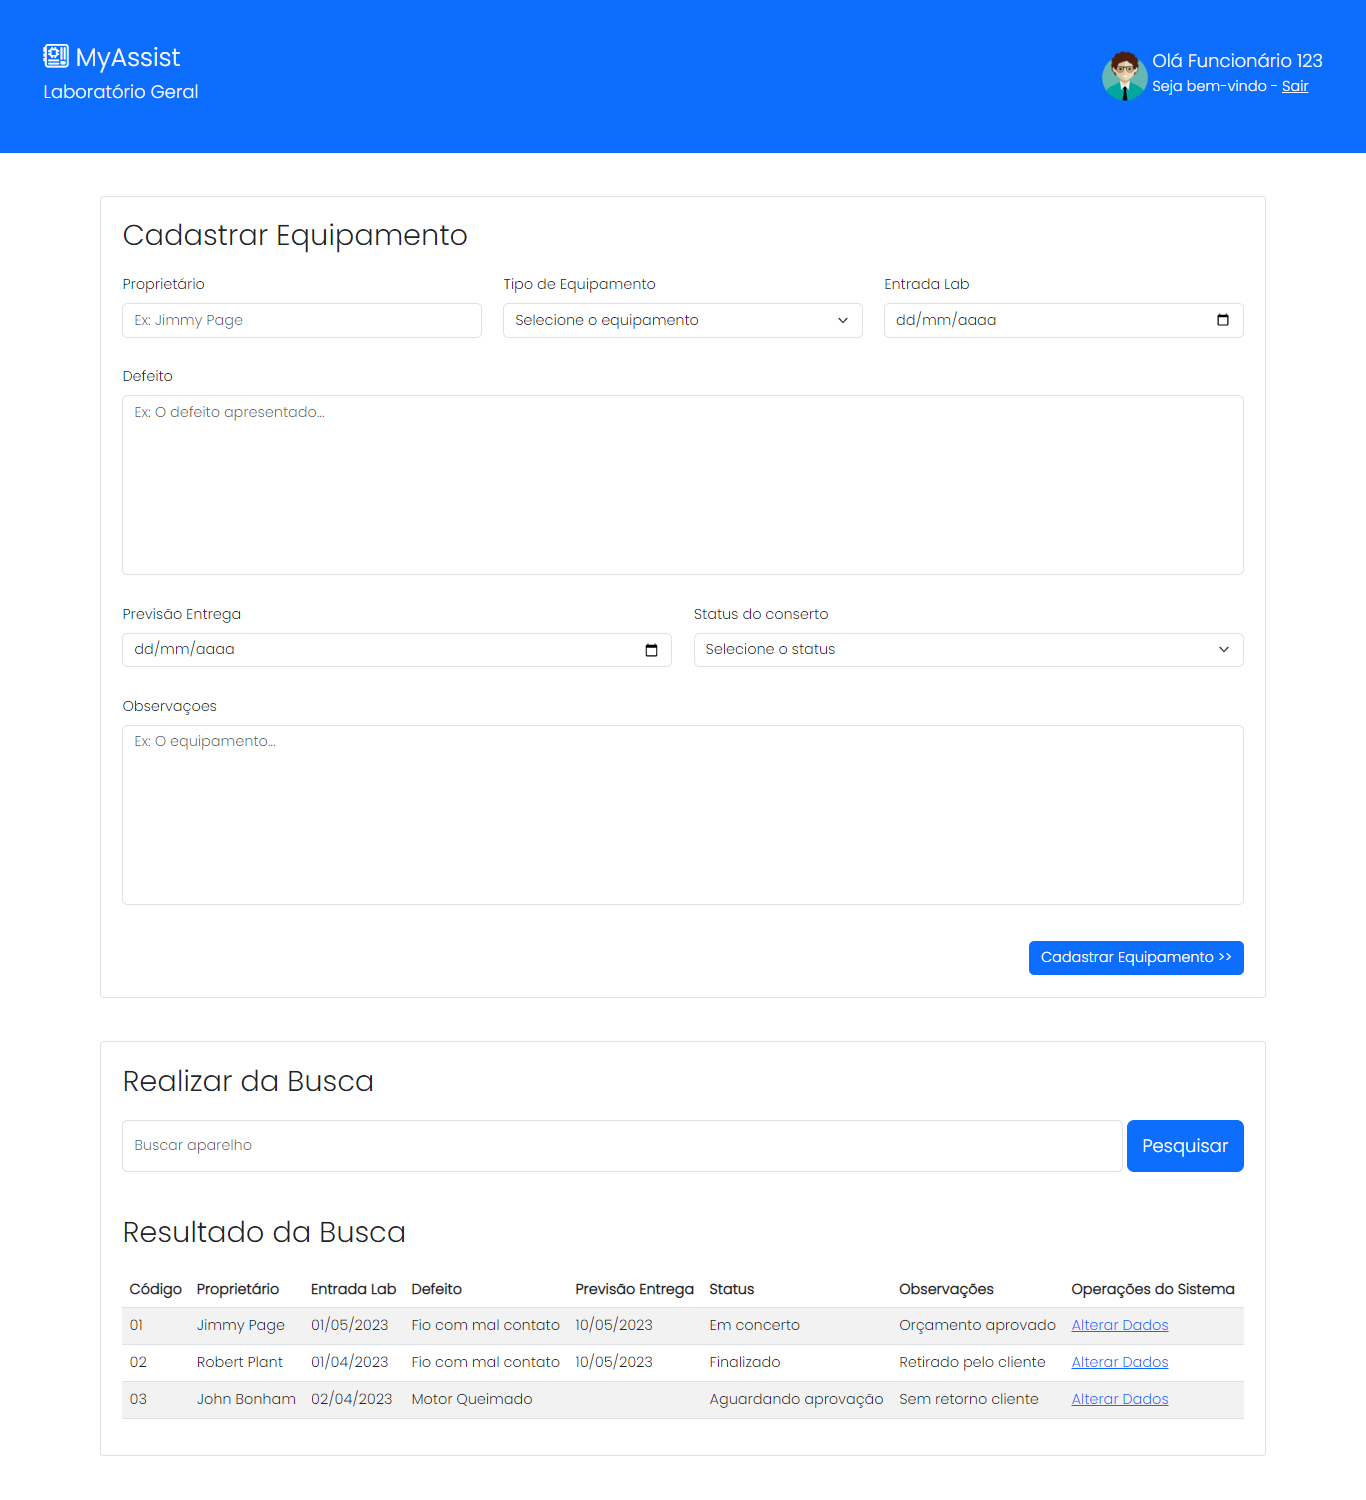 MyAssist
Laboratório Geral
Olá Funcionário 123
Seja bem-vindo - Sair
Cadastrar Equipamento
Proprietário Tipo de Equipamento Entrada Lab
Ex: Jimmy Page Selecione o equipamento dd/mm/aaaa
Defeito
Ex: O defeito apresentado...
Previsão Entrega Status do conserto
dd/mm/aaaa Selecione o status
Observaçoes
Ex: O equipamento...
Cadastrar Equipamento >>
Realizar da Busca
Buscar aparelho Pesquisar
Resultado da Busca
Código Proprietário Entrada Lab Defeito Previsão Entrega Status Observações Operações do Sistema
01 Jimmy Page 01/05/2023 Fio com mal contato 10/05/2023 Em concerto Orçamento aprovado Alterar Dados
02 Robert Plant 01/04/2023 Fio com mal contato 10/05/2023 Finalizado Retirado pelo cliente Alterar Dados
03 John Bonham 02/04/2023 Motor Queimado Aguardando aprovação Sem retorno cliente Alterar Dados